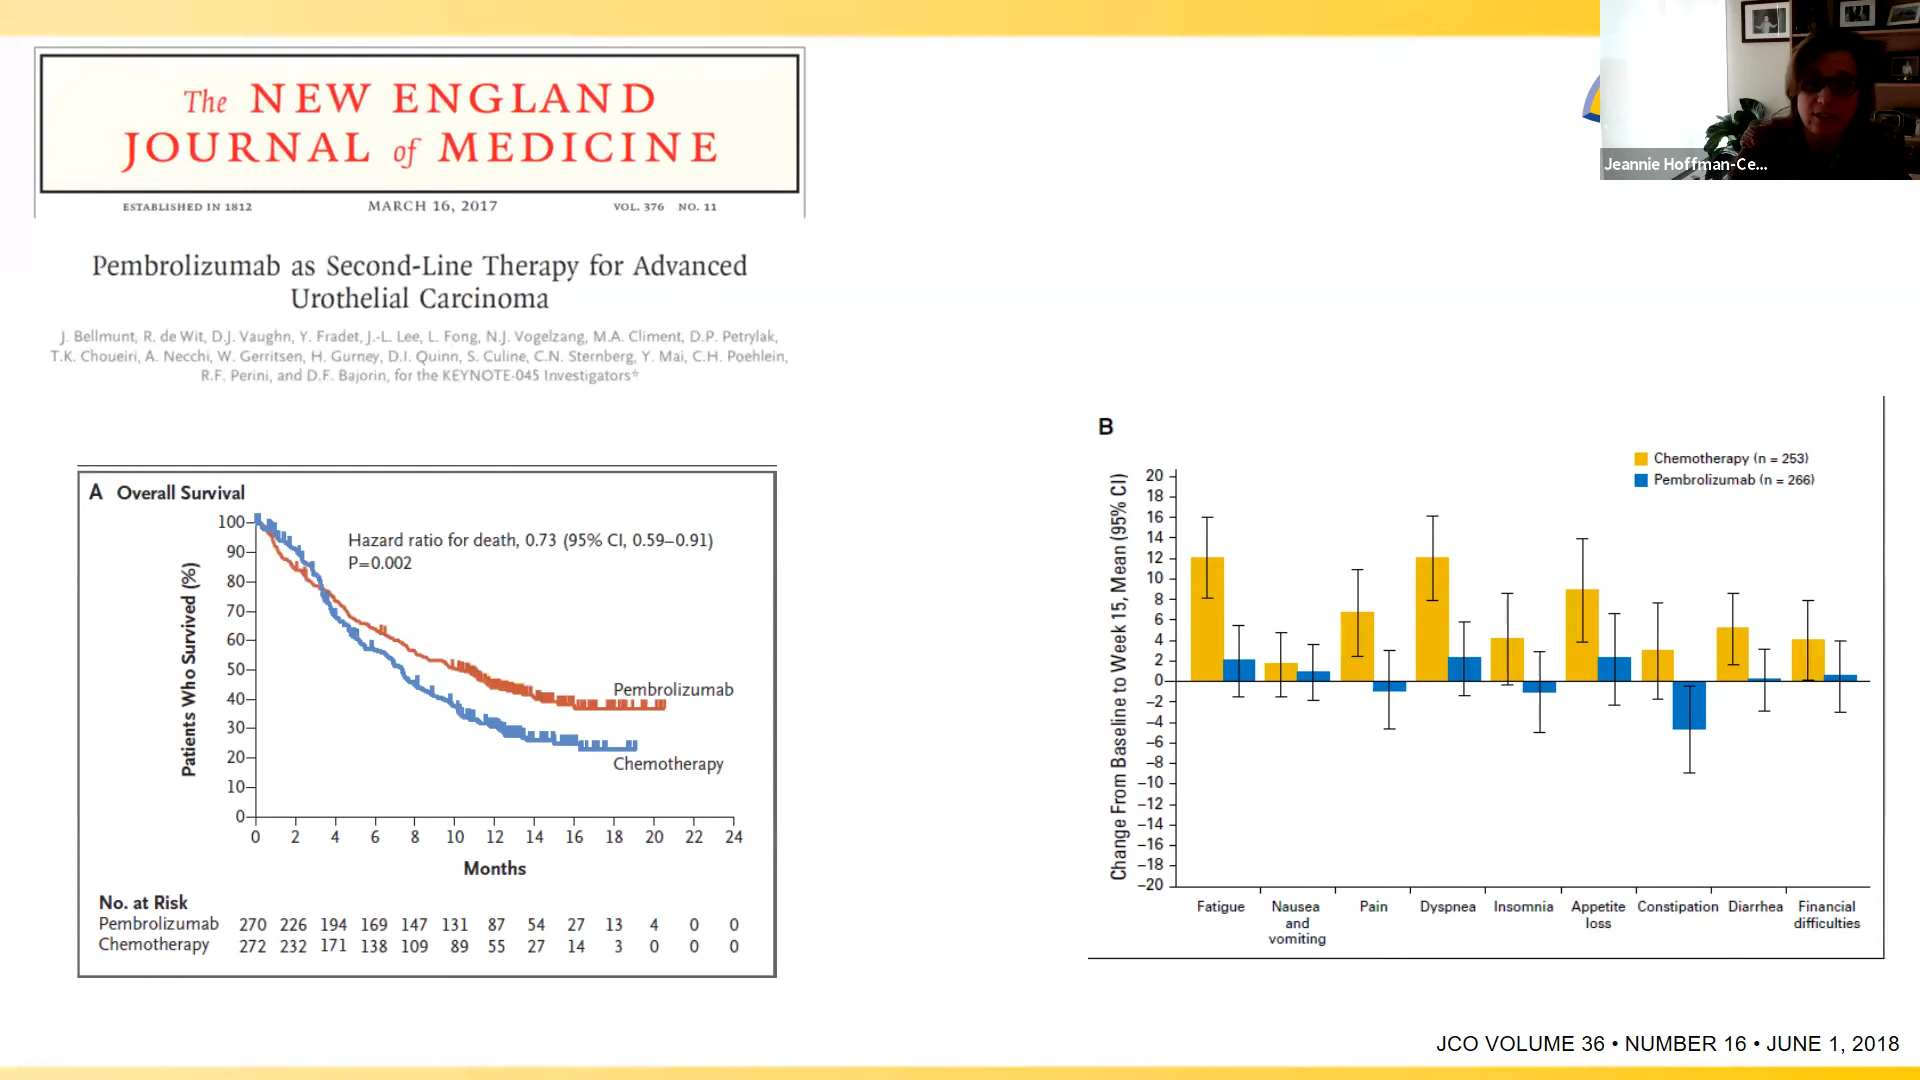 The NEW ENGLAND
JOURNAL of MEDICINE
ESTABLISHED IN 1812 MARCH 16, 2017 VOL. 376 NO. 11
Pembrolizumab as Second-Line Therapy for Advanced
Urothelial Carcinoma
J. Bellmunt, R. de Wit, D.J. Vaughn, Y. Fradet, J.-L. Lee, L. Fong, N.J. Vogelzang, M.A. Climent, D.P. Petrylak,
T.K. Choueiri, A. Necchi, W. Gerritsen, H. Gurney, D.I. Quinn, S. Culine, C.N. Sternberg, Y. Mai, C.H. Poehlein,
R.F. Perini, and D.F. Bajorin, for the KEYNOTE-045 Investigators*
Jeannie Hoffman-Ce...
A Overall Survival
Patients Who Survived (%)
100
90
80
70
60
50
40
30
20
10
0
Hazard ratio for death, 0.73 (95% CI, 0.59–0.91)
P=0.002
Pembrolizumab
Chemotherapy
0 2 4 6 8 10 12 14 16 18 20 22 24
Months
No. at Risk
Pembrolizumab 270 226 194 169 147 131 87 54 27 13 4 0 0
Chemotherapy 272 232 171 138 109 89 55 27 14 3 0 0 0
B
Chemotherapy (n = 253)
Pembrolizumab (n = 266)
Change From Baseline to Week 15, Mean (95% CI)
20
18
16
14
12
10
8
6
4
2
0
–2
–4
–6
–8
–10
–12
–14
–16
–18
–20
Fatigue Nausea Pain Dyspnea Insomnia Appetite Constipation Diarrhea Financial
and loss difficulties
vomiting
JCO VOLUME 36 • NUMBER 16 • JUNE 1, 2018